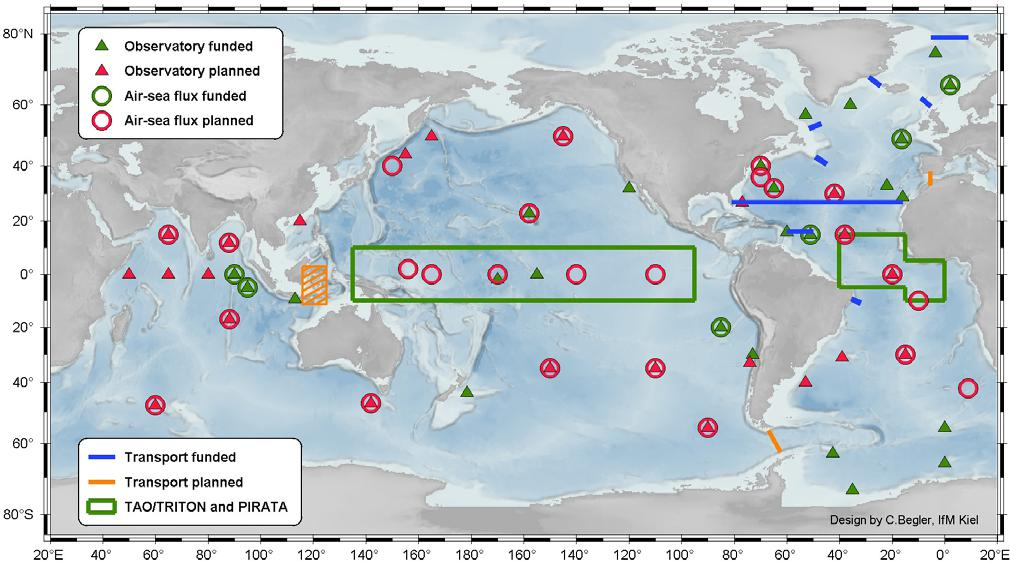 Observatory funded
Observatory planned
Air-sea flux funded
Air-sea flux planned
Transport funded
Transport planned
TAO/TRITON and PIRATA
Design by C.Begler, IfM Kiel
80°N
60°
40°
20°
0°
20°
40°
60°
80°S
20°E 40° 60° 80° 100° 120° 140° 160° 180° 160° 140° 120° 100° 80° 60° 40° 20° 0° 20°E